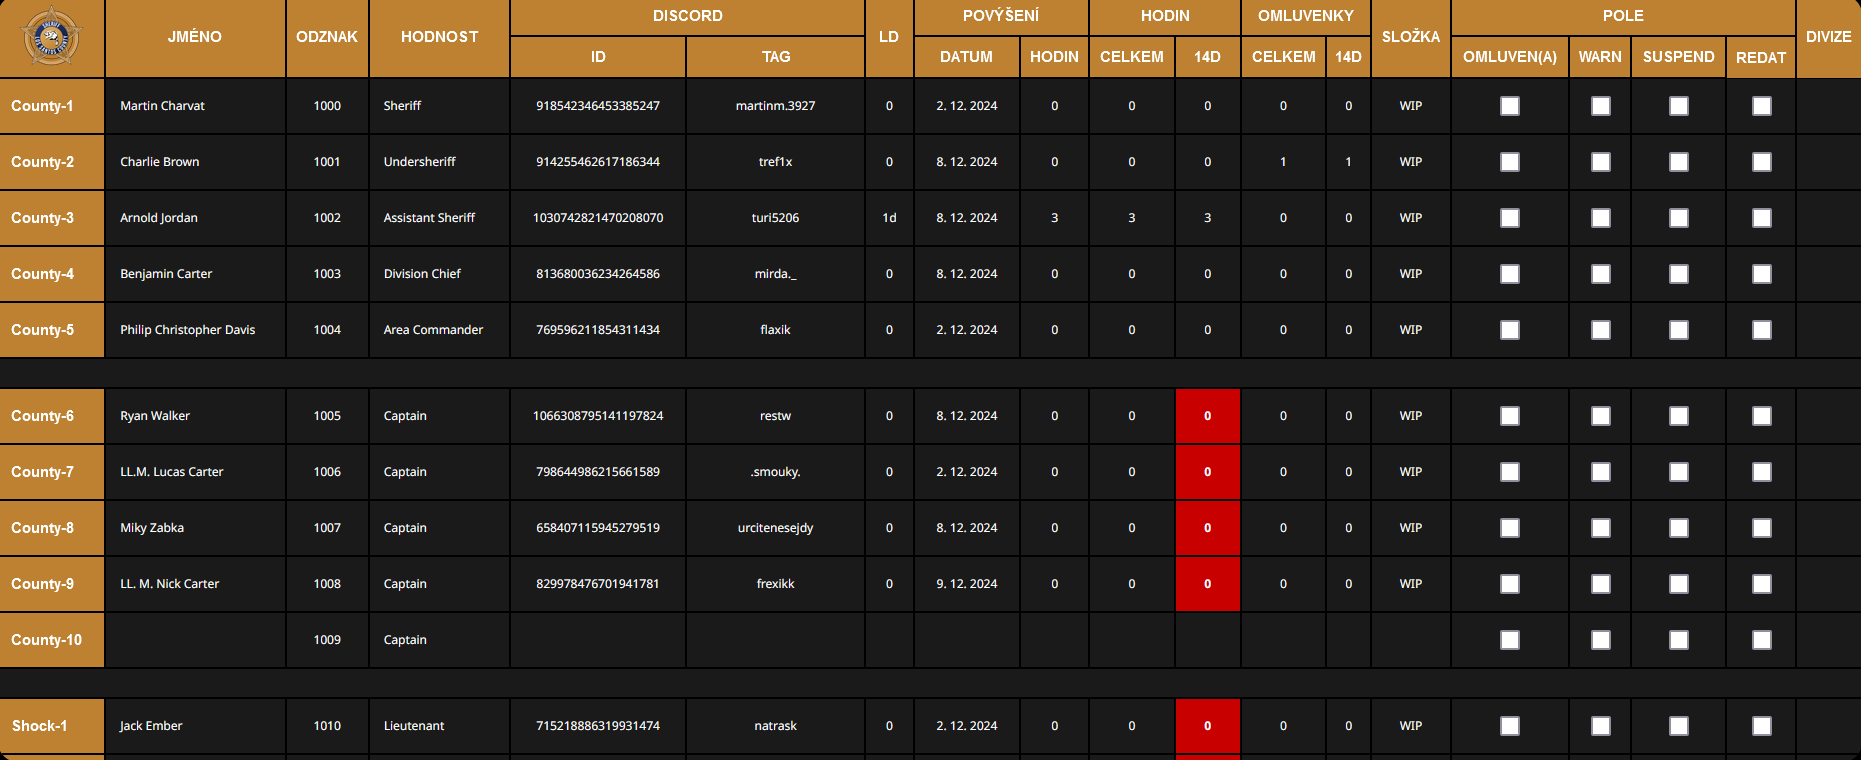 JMÉNO ODZNAK HODNOST DISCORD LD POVÝŠENÍ HODIN OMLUVENKY SLOŽKA POLE DIVIZE
ID TAG DATUM HODIN CELKEM 14D CELKEM 14D OMLUVEN(A) WARN SUSPEND REDAT
County-1 Martin Charvat 1000 Sheriff 918542346453385247 martinm.3927 0 2. 12. 2024 0 0 0 0 0 WIP
County-2 Charlie Brown 1001 Undersheriff 914255462617186344 tref1x 0 8. 12. 2024 0 0 0 1 1 WIP
County-3 Arnold Jordan 1002 Assistant Sheriff 1030742821470208070 turi5206 1d 8. 12. 2024 3 3 3 0 0 WIP
County-4 Benjamin Carter 1003 Division Chief 813680036234264586 mirda._ 0 8. 12. 2024 0 0 0 0 0 WIP
County-5 Philip Christopher Davis 1004 Area Commander 769596211854311434 flaxik 0 2. 12. 2024 0 0 0 0 0 WIP
County-6 Ryan Walker 1005 Captain 1066308795141197824 restw 0 8. 12. 2024 0 0 0 0 0 WIP
County-7 LL.M. Lucas Carter 1006 Captain 798644986215661589 .smouky. 0 2. 12. 2024 0 0 0 0 0 WIP
County-8 Miky Zabka 1007 Captain 658407115945279519 urcitenesejdy 0 8. 12. 2024 0 0 0 0 0 WIP
County-9 LL. M. Nick Carter 1008 Captain 829978476701941781 frexikk 0 9. 12. 2024 0 0 0 0 0 WIP
County-10 1009 Captain
Shock-1 Jack Ember 1010 Lieutenant 715218886319931474 natrask 0 2. 12. 2024 0 0 0 0 0 WIP